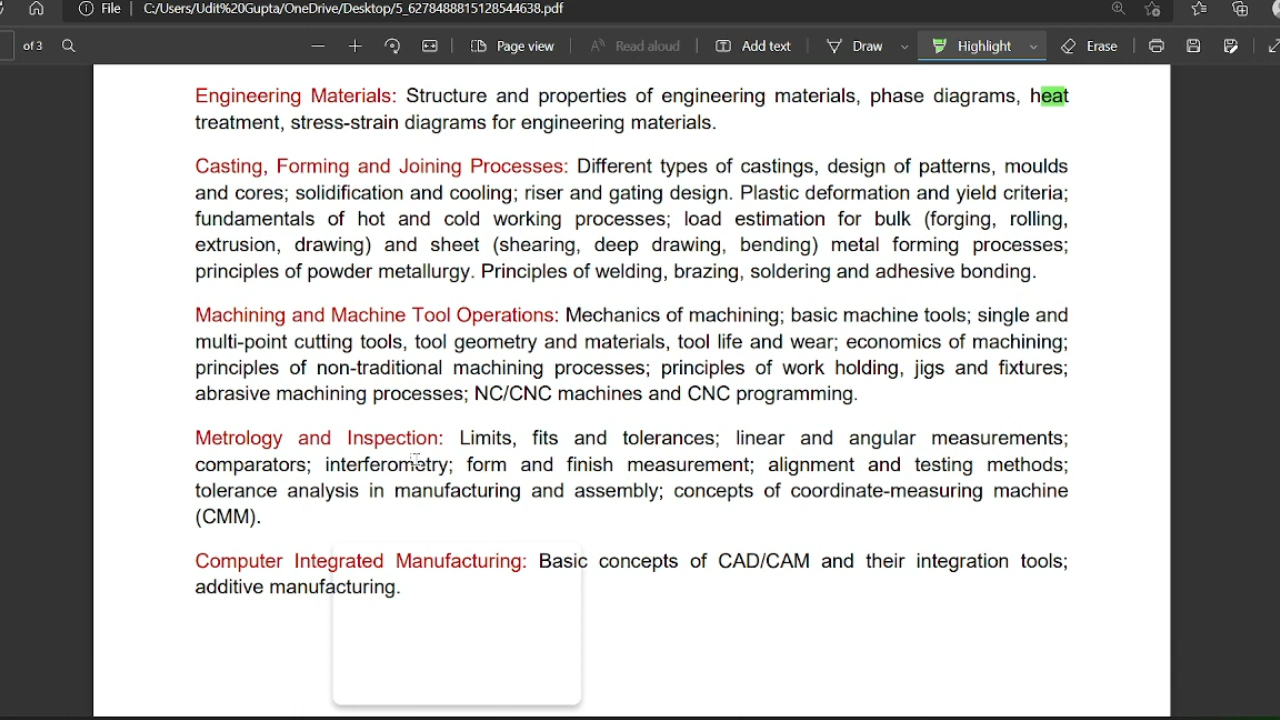 File | C:/Users/Udit%20Gupta/OneDrive/Desktop/5_6278488815128544638.pdf
of 3 Page view Read aloud Add text Draw Highlight Erase
Engineering Materials: Structure and properties of engineering materials, phase diagrams, heat
treatment, stress-strain diagrams for engineering materials.
Casting, Forming and Joining Processes: Different types of castings, design of patterns, moulds
and cores; solidification and cooling; riser and gating design. Plastic deformation and yield criteria;
fundamentals of hot and cold working processes; load estimation for bulk (forging, rolling,
extrusion, drawing) and sheet (shearing, deep drawing, bending) metal forming processes;
principles of powder metallurgy. Principles of welding, brazing, soldering and adhesive bonding.
Machining and Machine Tool Operations: Mechanics of machining; basic machine tools; single and
multi-point cutting tools, tool geometry and materials, tool life and wear; economics of machining;
principles of non-traditional machining processes; principles of work holding, jigs and fixtures;
abrasive machining processes; NC/CNC machines and CNC programming.
Metrology and Inspection: Limits, fits and tolerances; linear and angular measurements;
comparators; interferometry; form and finish measurement; alignment and testing methods;
tolerance analysis in manufacturing and assembly; concepts of coordinate-measuring machine
(CMM).
Computer Integrated Manufacturing: Basic concepts of CAD/CAM and their integration tools;
additive manufacturing.